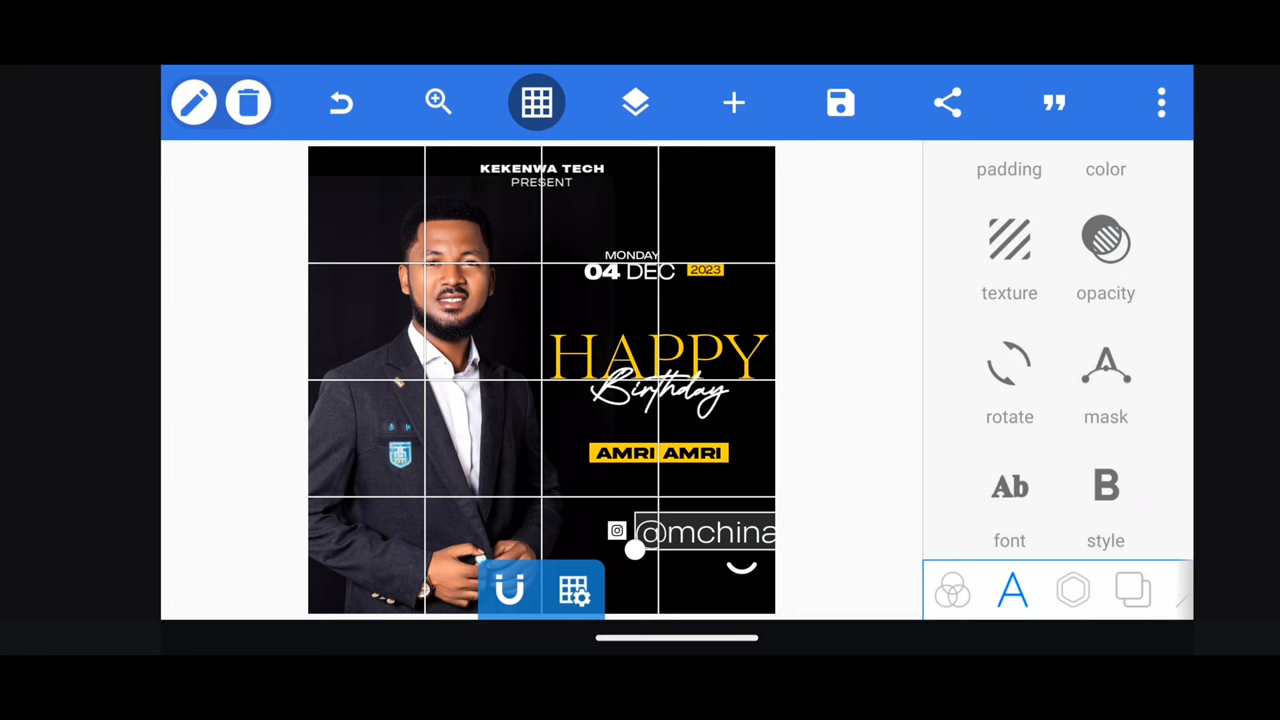 KEKENWA TECH
PRESENT
MONDAY
04 DEC 2023
HAPPY
Birthday
AMRI AMRI
@mchina
padding
color
texture
opacity
rotate
mask
Ab
B
font
style
A